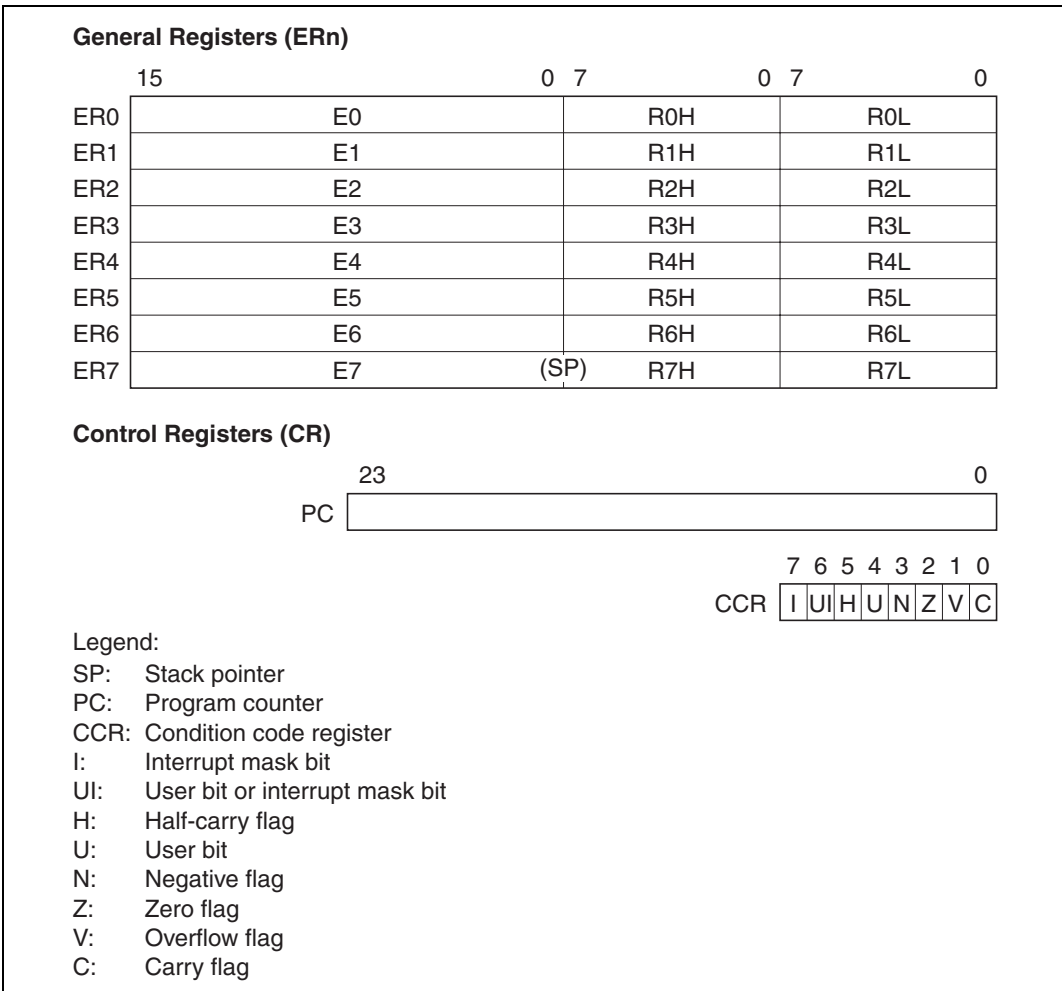 General Registers (ERn)
15 0 7 0 7 0
ER0 E0 R0H R0L
ER1 E1 R1H R1L
ER2 E2 R2H R2L
ER3 E3 R3H R3L
ER4 E4 R4H R4L
ER5 E5 R5H R5L
ER6 E6 R6H R6L
ER7 E7 (SP) R7H R7L
Control Registers (CR)
23 0
PC
7 6 5 4 3 2 1 0
CCR I UI H U N Z V C
Legend:
SP: Stack pointer
PC: Program counter
CCR: Condition code register
I: Interrupt mask bit
UI: User bit or interrupt mask bit
H: Half-carry flag
U: User bit
N: Negative flag
Z: Zero flag
V: Overflow flag
C: Carry flag